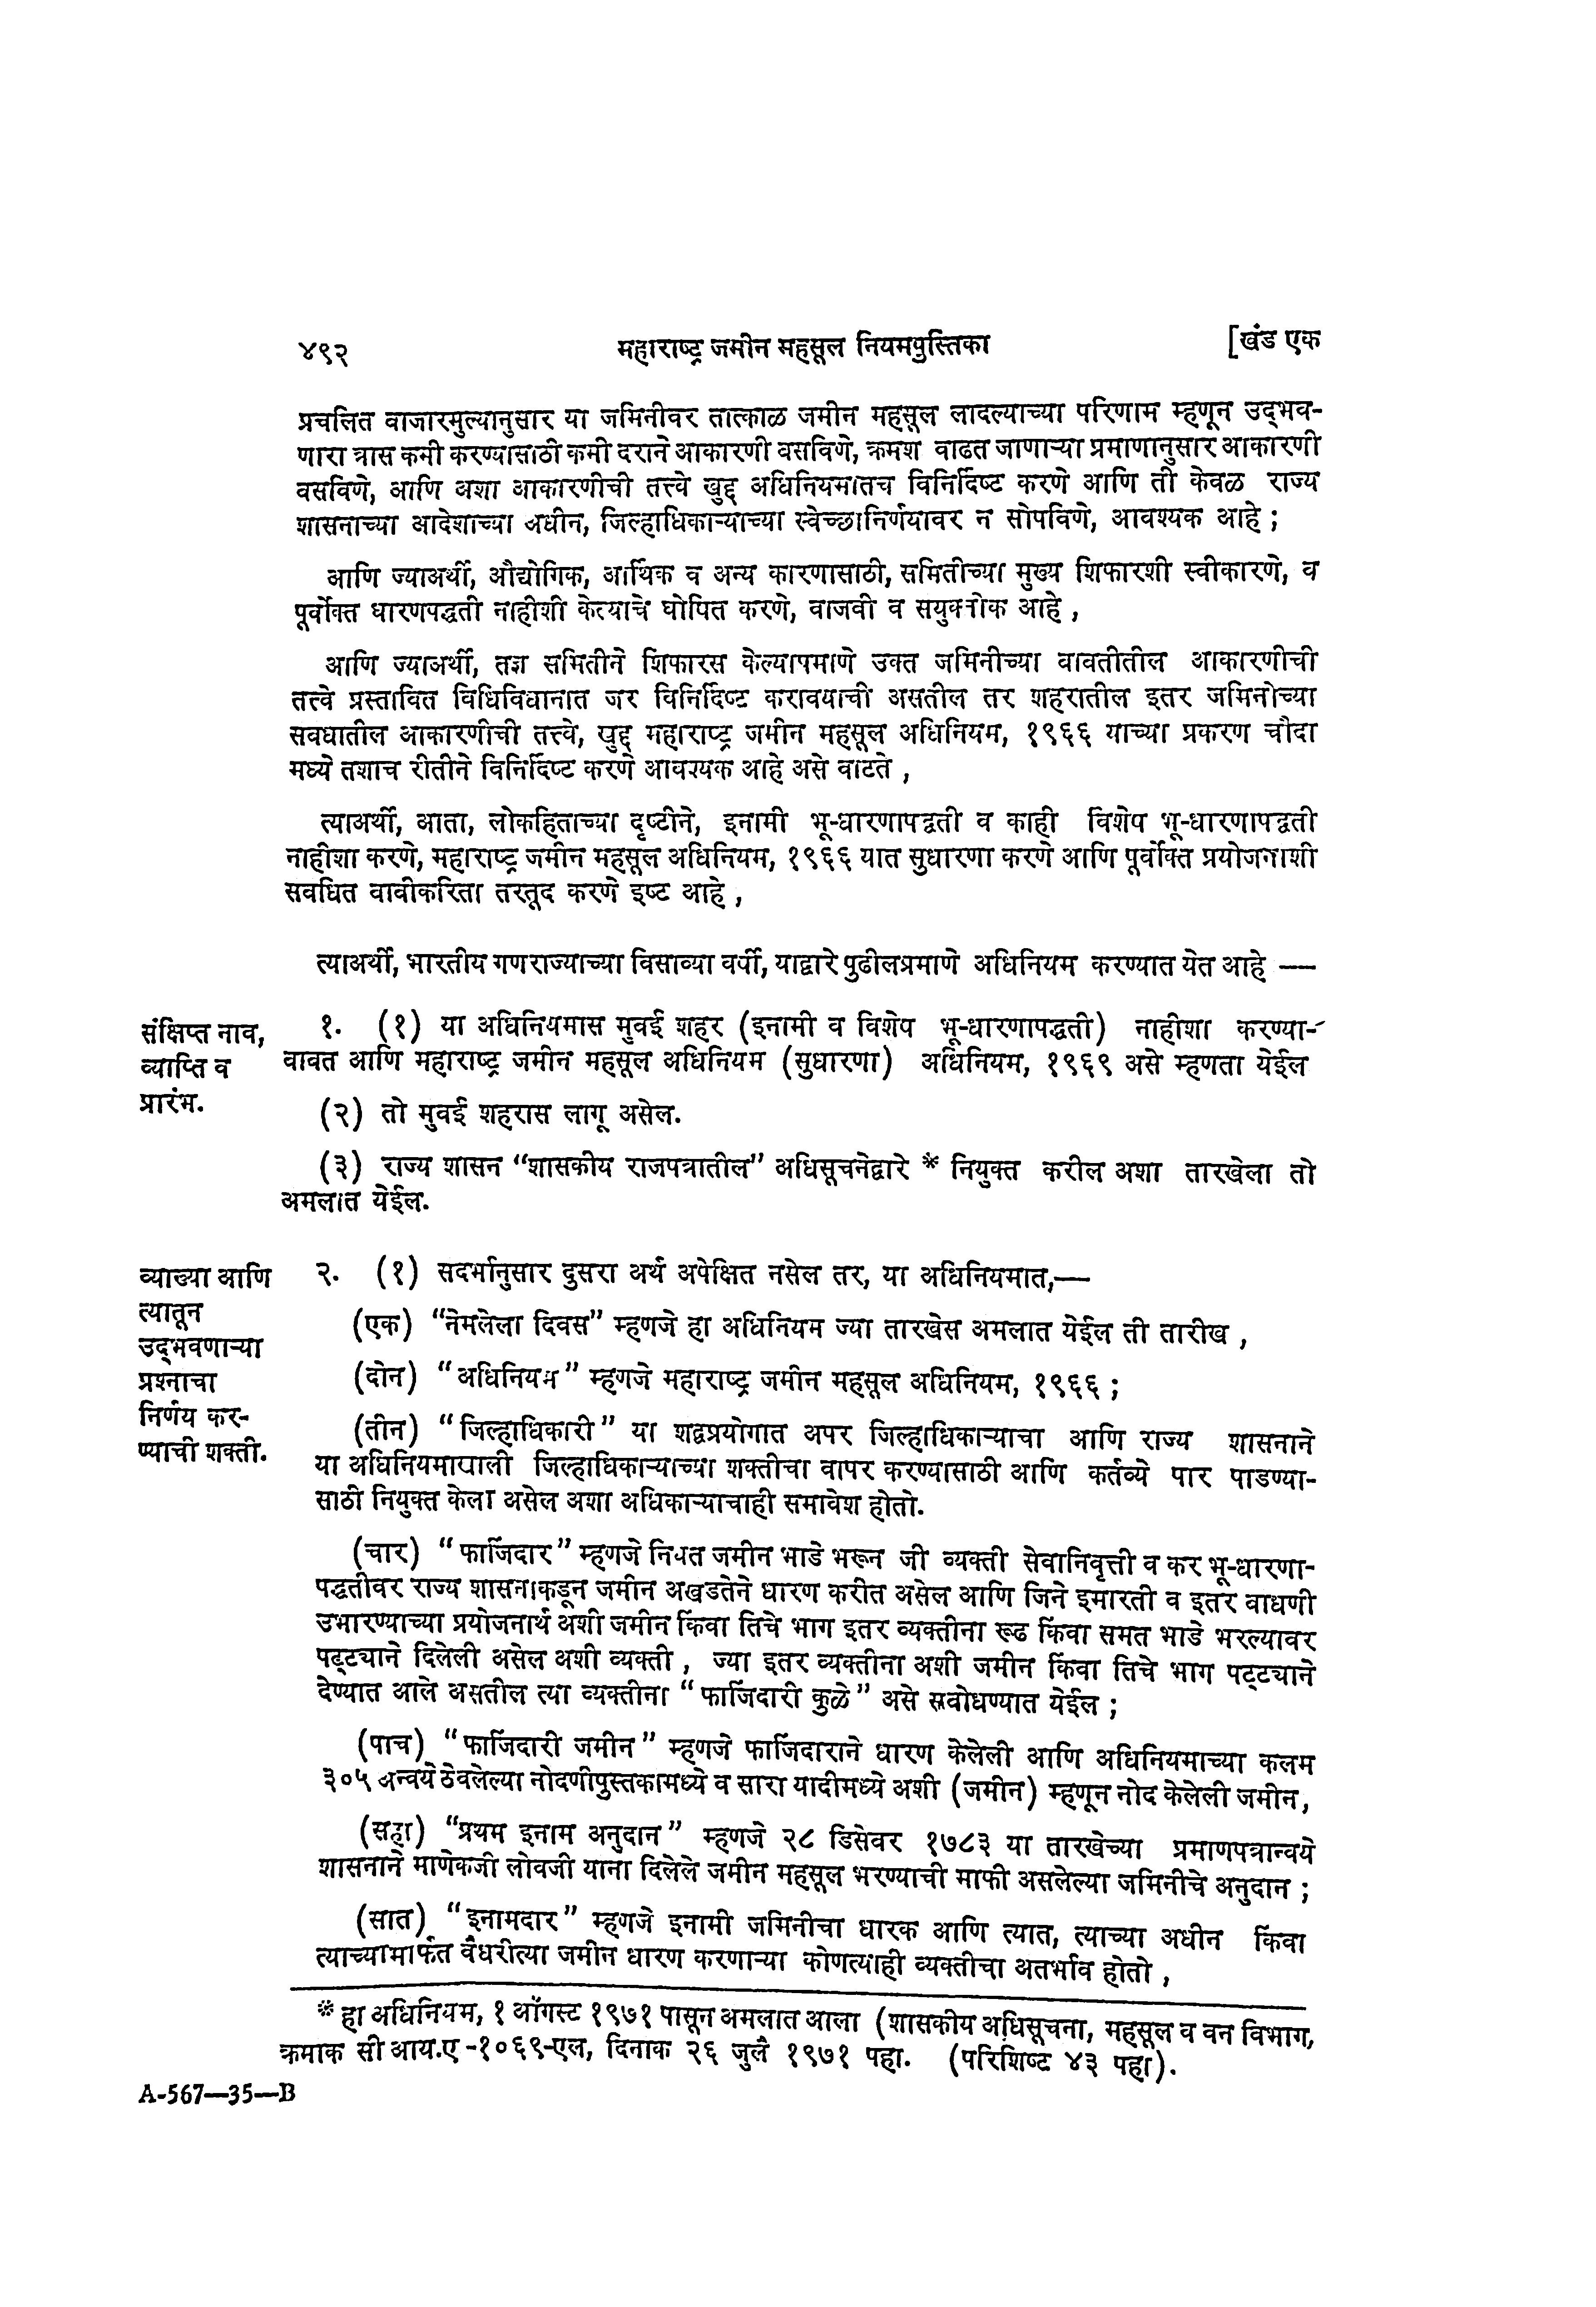 ४९२ महाराष्ट्र जमीन महसूल नियमपुस्तिका [खंड एक
प्रचलित बाजारमुल्यानुसार या जमिनीवर तात्काळ जमीन महसूल लादल्याच्या परिणाम म्हणून उद्‌भव-
णारा त्रास कमी करण्यासाठी कमी दराने आकारणी बसविणे, क्रमश वाढत जाणाऱ्या प्रमाणानुसार आकारणी
बसविणे, आणि अशा आकारणीची तत्त्वे खुद्द अधिनियमातच विनिर्दिष्ट करणे आणि ती केवळ राज्य
शासनाच्या आदेशाच्या अधीन, जिल्हाधिकाऱ्याच्या स्वेच्छानिर्णयावर न सोपविणे, आवश्यक आहे ;
आणि ज्याअर्थी, औद्योगिक, आर्थिक व अन्य कारणासाठी, समितीच्या मुख्य शिफारशी स्वीकारणे, व
पूर्वोक्त धारणपद्धती नाहीशी केल्याचे घोषित करणे, वाजवी व सयुक्तीक आहे ,
आणि ज्याअर्थी, तज्ञ समितीने शिफारस केल्यापमाणे उक्त जमिनीच्या बाबतीतील आकारणीची
तत्त्वे प्रस्तावित विधिविधानात जर विनिर्दिष्ट करावयाची असतील तर शहरातील इतर जमिनीच्या
सबधातील आकारणीची तत्त्वे, खुद्द महाराष्ट्र जमीन महसूल अधिनियम, १९६६ याच्या प्रकरण चौदा
मध्ये तशाच रीतीने विनिर्दिष्ट करणे आवश्यक आहे असे वाटते ,
त्याअर्थी, आता, लोकहिताच्या दृष्टीने, इनामी भू-धारणापद्धती व काही विशेष भू-धारणापद्धती
नाहीशा करणे, महाराष्ट्र जमीन महसूल अधिनियम, १९६६ यात सुधारणा करणे आणि पूर्वोक्त प्रयोजनाशी
सबधित बाबीकरिता तरतूद करणे इष्ट आहे ,
त्याअर्थी, भारतीय गणराज्याच्या विसाव्या वर्षी, याद्वारे पुढीलप्रमाणे अधिनियम करण्यात येत आहे —
संक्षिप्त नाव,
व्याप्ति व
प्रारंभ.
१. (१) या अधिनियमास मुबई शहर (इनामी व विशेष भू-धारणापद्धती) नाहीशा करण्या-
बाबत आणि महाराष्ट्र जमीन महसूल अधिनियम (सुधारणा) अधिनियम, १९६९ असे म्हणता येईल
(२) तो मुबई शहरास लागू असेल.
(३) राज्य शासन “शासकीय राजपत्रातील” अधिसूचनेद्वारे * नियुक्त करील अशा तारखेला तो
अमलात येईल.
व्याख्या आणि
त्यातून
उद्‌भवणाऱ्या
प्रश्नाचा
निर्णय कर-
ण्याची शक्ती.
२. (१) सदर्भानुसार दुसरा अर्थ अपेक्षित नसेल तर, या अधिनियमात,—
(एक) “नेमलेला दिवस” म्हणजे हा अधिनियम ज्या तारखेस अमलात येईल ती तारीख ,
(दोन) “अधिनियम” म्हणजे महाराष्ट्र जमीन महसूल अधिनियम, १९६६ ;
(तीन) “जिल्हाधिकारी” या शद्वप्रयोगात अपर जिल्हाधिकाऱ्याचा आणि राज्य शासनाने
या अधिनियमाखाली जिल्हाधिकाऱ्याच्या शक्तीचा वापर करण्यासाठी आणि कर्तव्ये पार पाडण्या-
साठी नियुक्त केला असेल अशा अधिकाऱ्याचाही समावेश होतो.
(चार) “फाजिंदार” म्हणजे नियत जमीन भाडे भरून जी व्यक्ती सेवानिवृत्ती व कर भू-धारणा-
पद्धतीवर राज्य शासनाकडून जमीन अखडतेने धारण करीत असेल आणि जिने इमारती व इतर बाधणी
उभारण्याच्या प्रयोजनार्थ अशी जमीन किंवा तिचे भाग इतर व्यक्तीना रूढ किंवा समत भाडे भरल्यावर
पट्ट्याने दिलेली असेल अशी व्यक्ती , ज्या इतर व्यक्तीना अशी जमीन किंवा तिचे भाग पट्ट्याने
देण्यात आले असतील त्या व्यक्तीना “फाजिंदारी कुळे” असे सबोधण्यात येईल ;
(पाच) “फाजिंदारी जमीन” म्हणजे फाजिंदाराने धारण केलेली आणि अधिनियमाच्या कलम
३०५ अन्वये ठेवलेल्या नोदणीपुस्तकामध्ये व सारा यादीमध्ये अशी (जमीन) म्हणून नोद केलेली जमीन,
(सहा) “प्रथम इनाम अनुदान” म्हणजे २८ डिसेबर १७८३ या तारखेच्या प्रमाणपत्रान्वये
शासनाने माणेकजी लोवजी याना दिलेले जमीन महसूल भरण्याची माफी असलेल्या जमिनीचे अनुदान ;
(सात) “इनामदार” म्हणजे इनामी जमिनीचा धारक आणि त्यात, त्याच्या अधीन किंवा
त्याच्यामार्फत वैधरीत्या जमीन धारण करणाऱ्या कोणत्याही व्यक्तीचा अतर्भाव होतो ,
* हा अधिनियम, १ ऑगस्ट १९७१ पासून अमलात आला (शासकीय अधिसूचना, महसूल व वन विभाग,
क्रमाक सी आय.ए -१०६९-एल, दिनाक २६ जुलै १९७१ पहा. (परिशिष्ट ४३ पहा).
A-567—35—B